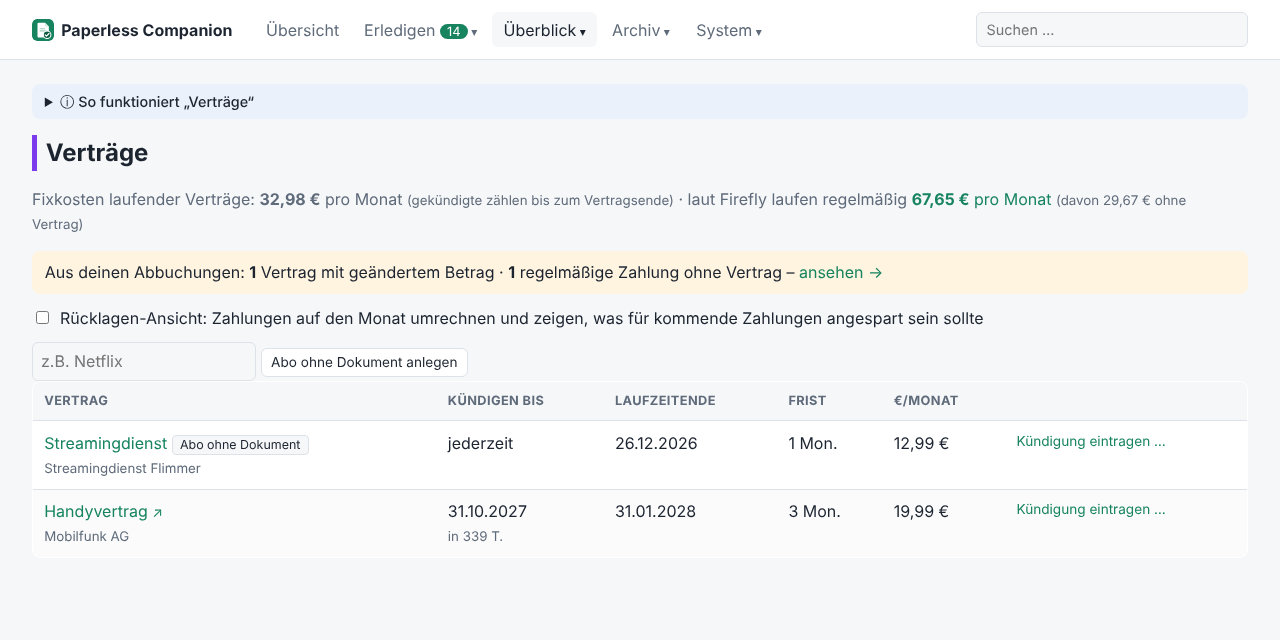 Paperless Companion Übersicht Erledigen 14 ▾ Überblick ▾ Archiv ▾ System ▾ Suchen ...
▶ ⓘ So funktioniert „Verträge“
Verträge
Fixkosten laufender Verträge: 32,98 € pro Monat (gekündigte zählen bis zum Vertragsende) · laut Firefly laufen regelmäßig 67,65 € pro Monat (davon 29,67 € ohne
Vertrag)
Aus deinen Abbuchungen: 1 Vertrag mit geändertem Betrag · 1 regelmäßige Zahlung ohne Vertrag – ansehen →
Rücklagen-Ansicht: Zahlungen auf den Monat umrechnen und zeigen, was für kommende Zahlungen angespart sein sollte
z.B. Netflix Abo ohne Dokument anlegen
VERTRAG KÜNDIGEN BIS LAUFZEITENDE FRIST €/MONAT
Streamingdienst Abo ohne Dokument jederzeit 26.12.2026 1 Mon. 12,99 € Kündigung eintragen ...
Streamingdienst Flimmer
Handyvertrag ↗ 31.10.2027 31.01.2028 3 Mon. 19,99 € Kündigung eintragen ...
Mobilfunk AG in 339 T.